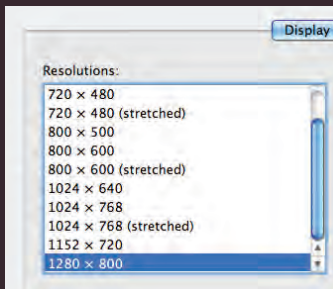 Display
Resolutions:
720 × 480
720 × 480 (stretched)
800 × 500
800 × 600
800 × 600 (stretched)
1024 × 640
1024 × 768
1024 × 768 (stretched)
1152 × 720
1280 × 800